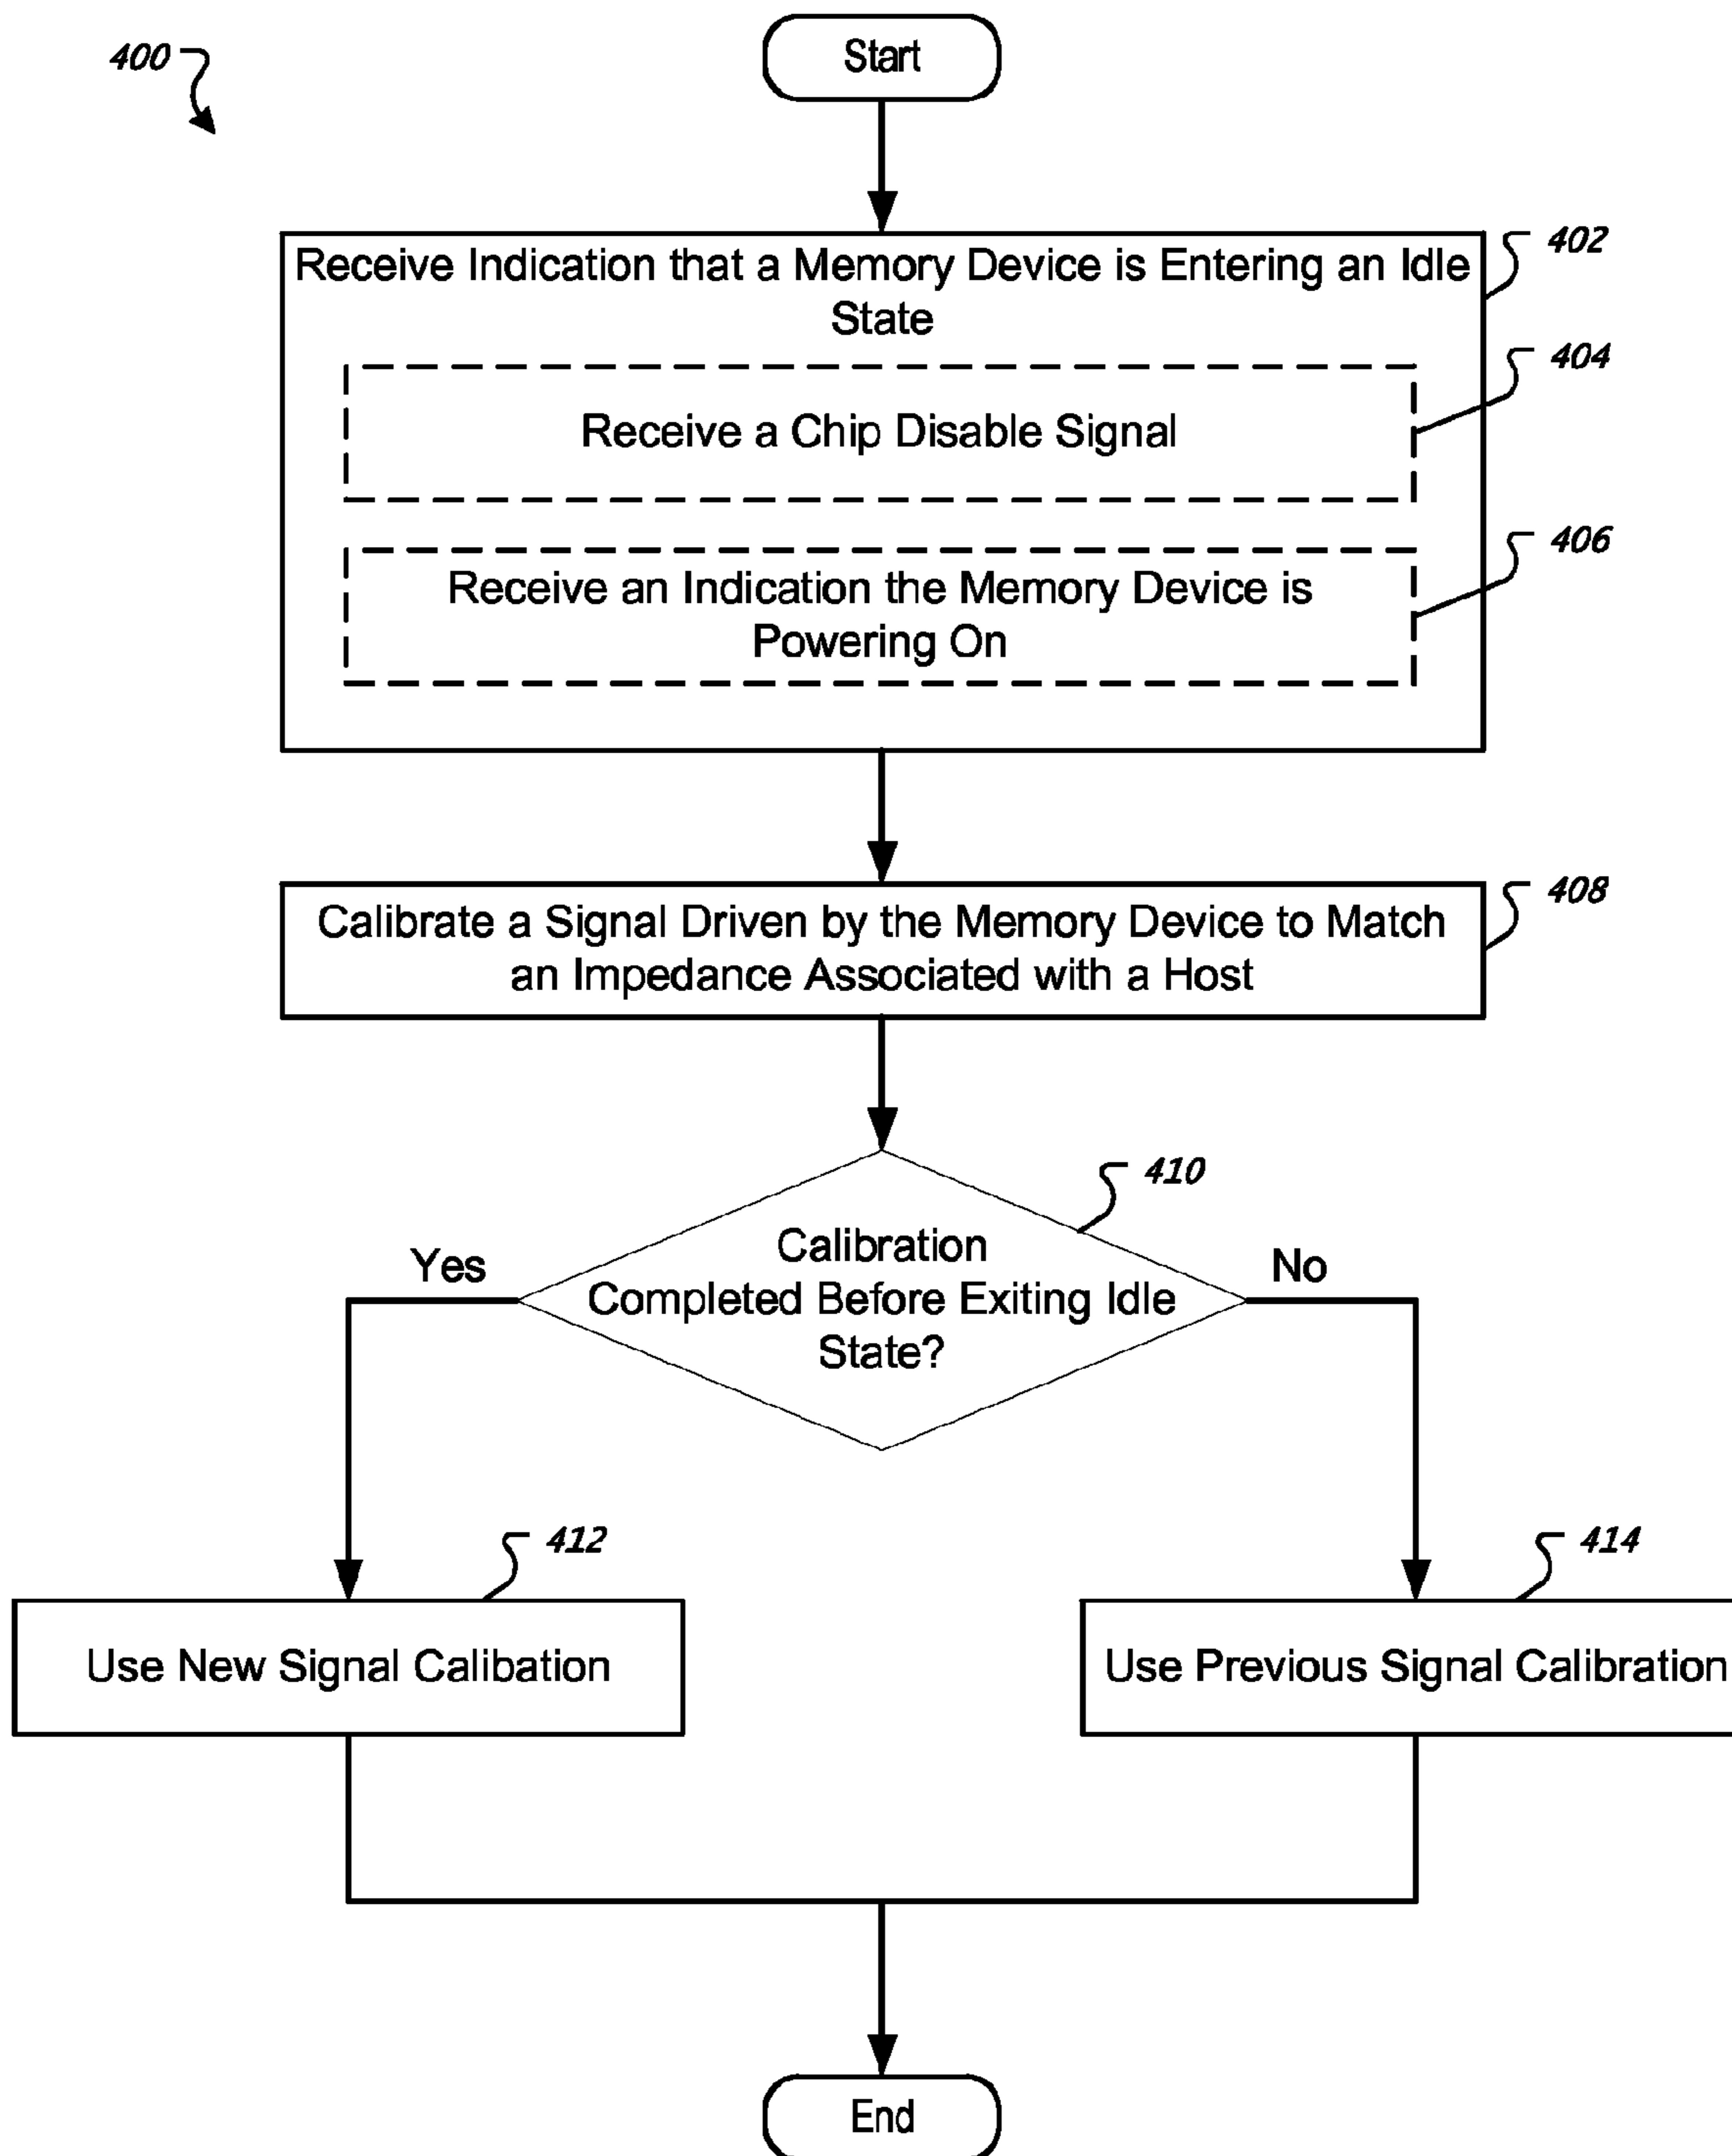 400
Start
Receive Indication that a Memory Device is Entering an Idle
State
402
Receive a Chip Disable Signal
404
Receive an Indication the Memory Device is
Powering On
406
Calibrate a Signal Driven by the Memory Device to Match
an Impedance Associated with a Host
408
Calibration
Completed Before Exiting Idle
State?
410
Yes
No
Use New Signal Calibation
412
Use Previous Signal Calibration
414
End